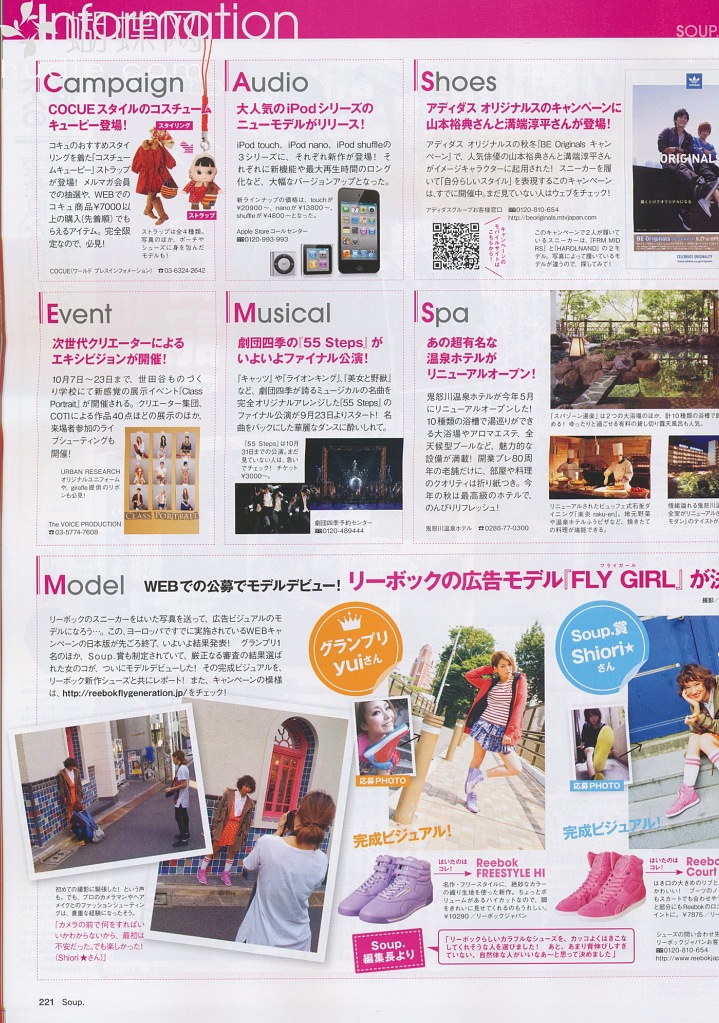 Information
SOUP.
Campaign
COCUEスタイルのコスチューム
キューピー登場!
スタイリング
コキュのおすすめスタイ
リングを着た「コスチュー
ムキューピー」ストラップ
が登場! メルマガ会員
での抽選や、WEBでの
コキュ商品￥7000以
上の購入(先着順)でも
らえるアイテム。完全限
定なので、必見!
ストラップ
ストラップは全4種類。
写真のほか、ポーチや
シューズに身を包んだ
モデルも!
COCUE(ワールド プレスインフォメーション) ☎03-6324-2642
Audio
大人気のiPodシリーズの
ニューモデルがリリース!
iPod touch、iPod nano、iPod shuffleの
3シリーズに、それぞれ新作が登場! そ
れぞれに新機能や最大再生時間のロング
化など、大幅なバージョンアップとなった。
新ラインナップの価格は、touchが
￥20900〜、nanoが￥13800〜、
shuffleが￥4800〜となった。
Apple Storeコールセンター
0120-993-993
Shoes
アディダス オリジナルスのキャンペーンに
山本裕典さんと溝端淳平さんが登場!
アディダス オリジナルスの秋冬「BE Originals キャ
ンペーン」で、人気俳優の山本裕典さんと溝端淳平さん
がイメージキャラクターに起用された! スニーカーを履
いて「自分らしいスタイル」を表現するこのキャンペーン
は、すでに開催中。まだ見ていない人はウェブをチェック!
アディダスグループお客様窓口 0120-810-654
http://beoriginals.mtvjapan.com
キャンペーンの
モバイルサイトは
こちらから!
このキャンペーンで2人が履い
ているスニーカーは、「FRM MID
RS」と「HARDLNAND」の2モ
デル。写真によって履いているモ
デルが違うので、探してみて!
adidas
ORIGINALS
BE Originals
CELEBRATE ORIGINALITY
Event
次世代クリエーターによる
エキシビジョンが開催!
10月7日〜23日まで、世田谷ものづく
り学校にて新感覚の展示イベント「Class
Portrait」が開催される。クリエーター集団、
COTIによる作品40点ほどの展示のほか、
来場者参加のライ
ブシューティングも
開催!
URBAN RESEARCH
オリジナルユニフォーム
や、giraffe提供のリボ
ンも必見!
The VOICE PRODUCTION
☎03-5774-7608
CLASS PORTRAIT
Musical
劇団四季の『55 Steps』が
いよいよファイナル公演!
『キャッツ』や『ライオンキング』、『美女と野獣』
など、劇団四季が誇るミュージカルの名曲を
完全オリジナルアレンジした『55 Steps』の
ファイナル公演が9月23日よりスタート! 名
曲をバックにした華麗なダンスに酔いしれて。
『55 Steps』は10月
31日までの公演。まだ
見ていない人は、急い
でチェック! チケット
￥3000〜。
劇団四季予約センター
0120-489444
Spa
あの超有名な
温泉ホテルが
リニューアルオープン!
鬼怒川温泉ホテルが今年5月
にリニューアルオープンした!
10種類の浴槽で湯巡りができ
る大浴場やアロマエステ、全
天候型プールなど、魅力的な
設備が満載! 開業プレ80周
年の老舗だけに、部屋や料理
のクオリティは折り紙つき。今
年の秋は最高級のホテルで、
のんびりリフレッシュ!
鬼怒川温泉ホテル ☎0288-77-0300
「スパゾーン湯楽」は2つの大浴場のほか、計10種類の浴槽で
める! ゆったりと過ごせる有料の貸し切り露天風呂も人気。
リニューアルされたビュッフェ式石釜ダ
イニング「楽炎 raku-en」。地元野菜
や温泉ホテルふうピザなど、焼きたて
の料理が堪能できる。
情緒溢れる鬼怒
全室がリニューアル
モダン」のテイストが
Model
WEBでの公募でモデルデビュー!
フライガール
リーボックの広告モデル『FLY GIRL』が
撮影/
リーボックのスニーカーをはいた写真を送って、広告ビジュアルのモ
デルになろう…。この、ヨーロッパですでに実施されているWEBキャ
ンペーンの日本版が先ごろ終了、いよいよ結果発表! グランプリ1
名のほか、Soup.賞も制定されていて、厳正なる審査の結果選ば
れた女のコが、ついにモデルデビューした! その完成ビジュアルを、
リーボック新作シューズと共にレポート! また、キャンペーンの模様
は、http://reebokflygeneration.jp/をチェック!
グランプリ
yuiさん
応募PHOTO
完成ビジュアル!
Soup.賞
Shiori★
さん
応募PHOTO
完成ビジュアル!
初めての撮影に緊張した! という声
も。でも、プロのカメラマンやヘア
メイクとのファッションシューティング
は、貴重な経験になったそう。
「カメラの前で何をすれば
いいかわからないから、最初は
不安だった。でも楽しかった!
(Shiori★さん)」
はいたのは
コレ!
Reebok
FREESTYLE HI
名作・フリースタイルに、絶妙なカラー
の織り生地を使った新作。ちょっとボ
リュームがあるハイカットなので、脚
をきれいに見せてくれるのもうれしい。
￥10290/リーボックジャパン
はいたのは
コレ!
Reebok
Court
はき口の大きめのリブと
かわいい! ブーツのノ
もスカートでも合わせや
と部分にもReebokのロ
イントに。￥7875/リー
シューズの問い合わせ先
リーボックジャパンお客
0120-810-654
http://www.reebokja
Soup.
編集長より
「リーボックらしいカラフルなシューズを、カッコよくはきこな
してくれそうな人を選びました! あと、あまり背伸びしすぎ
ていない、自然体な人がいいなあ〜と思って決めました」
221 Soup.